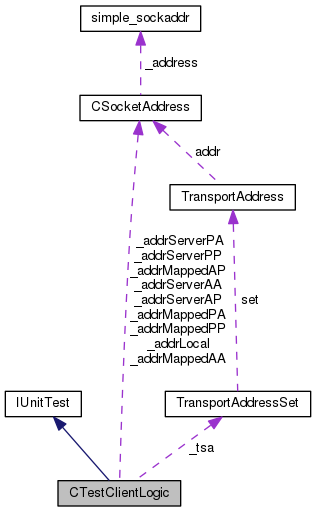 simple_sockaddr
_address
CSocketAddress
addr
TransportAddress
_addrServerPA
_addrServerPP
_addrMappedAP
_addrServerAA
_addrServerAP
_addrMappedPA
_addrMappedPP
_addrLocal
_addrMappedAA
set
IUnitTest
TransportAddressSet
_tsa
CTestClientLogic